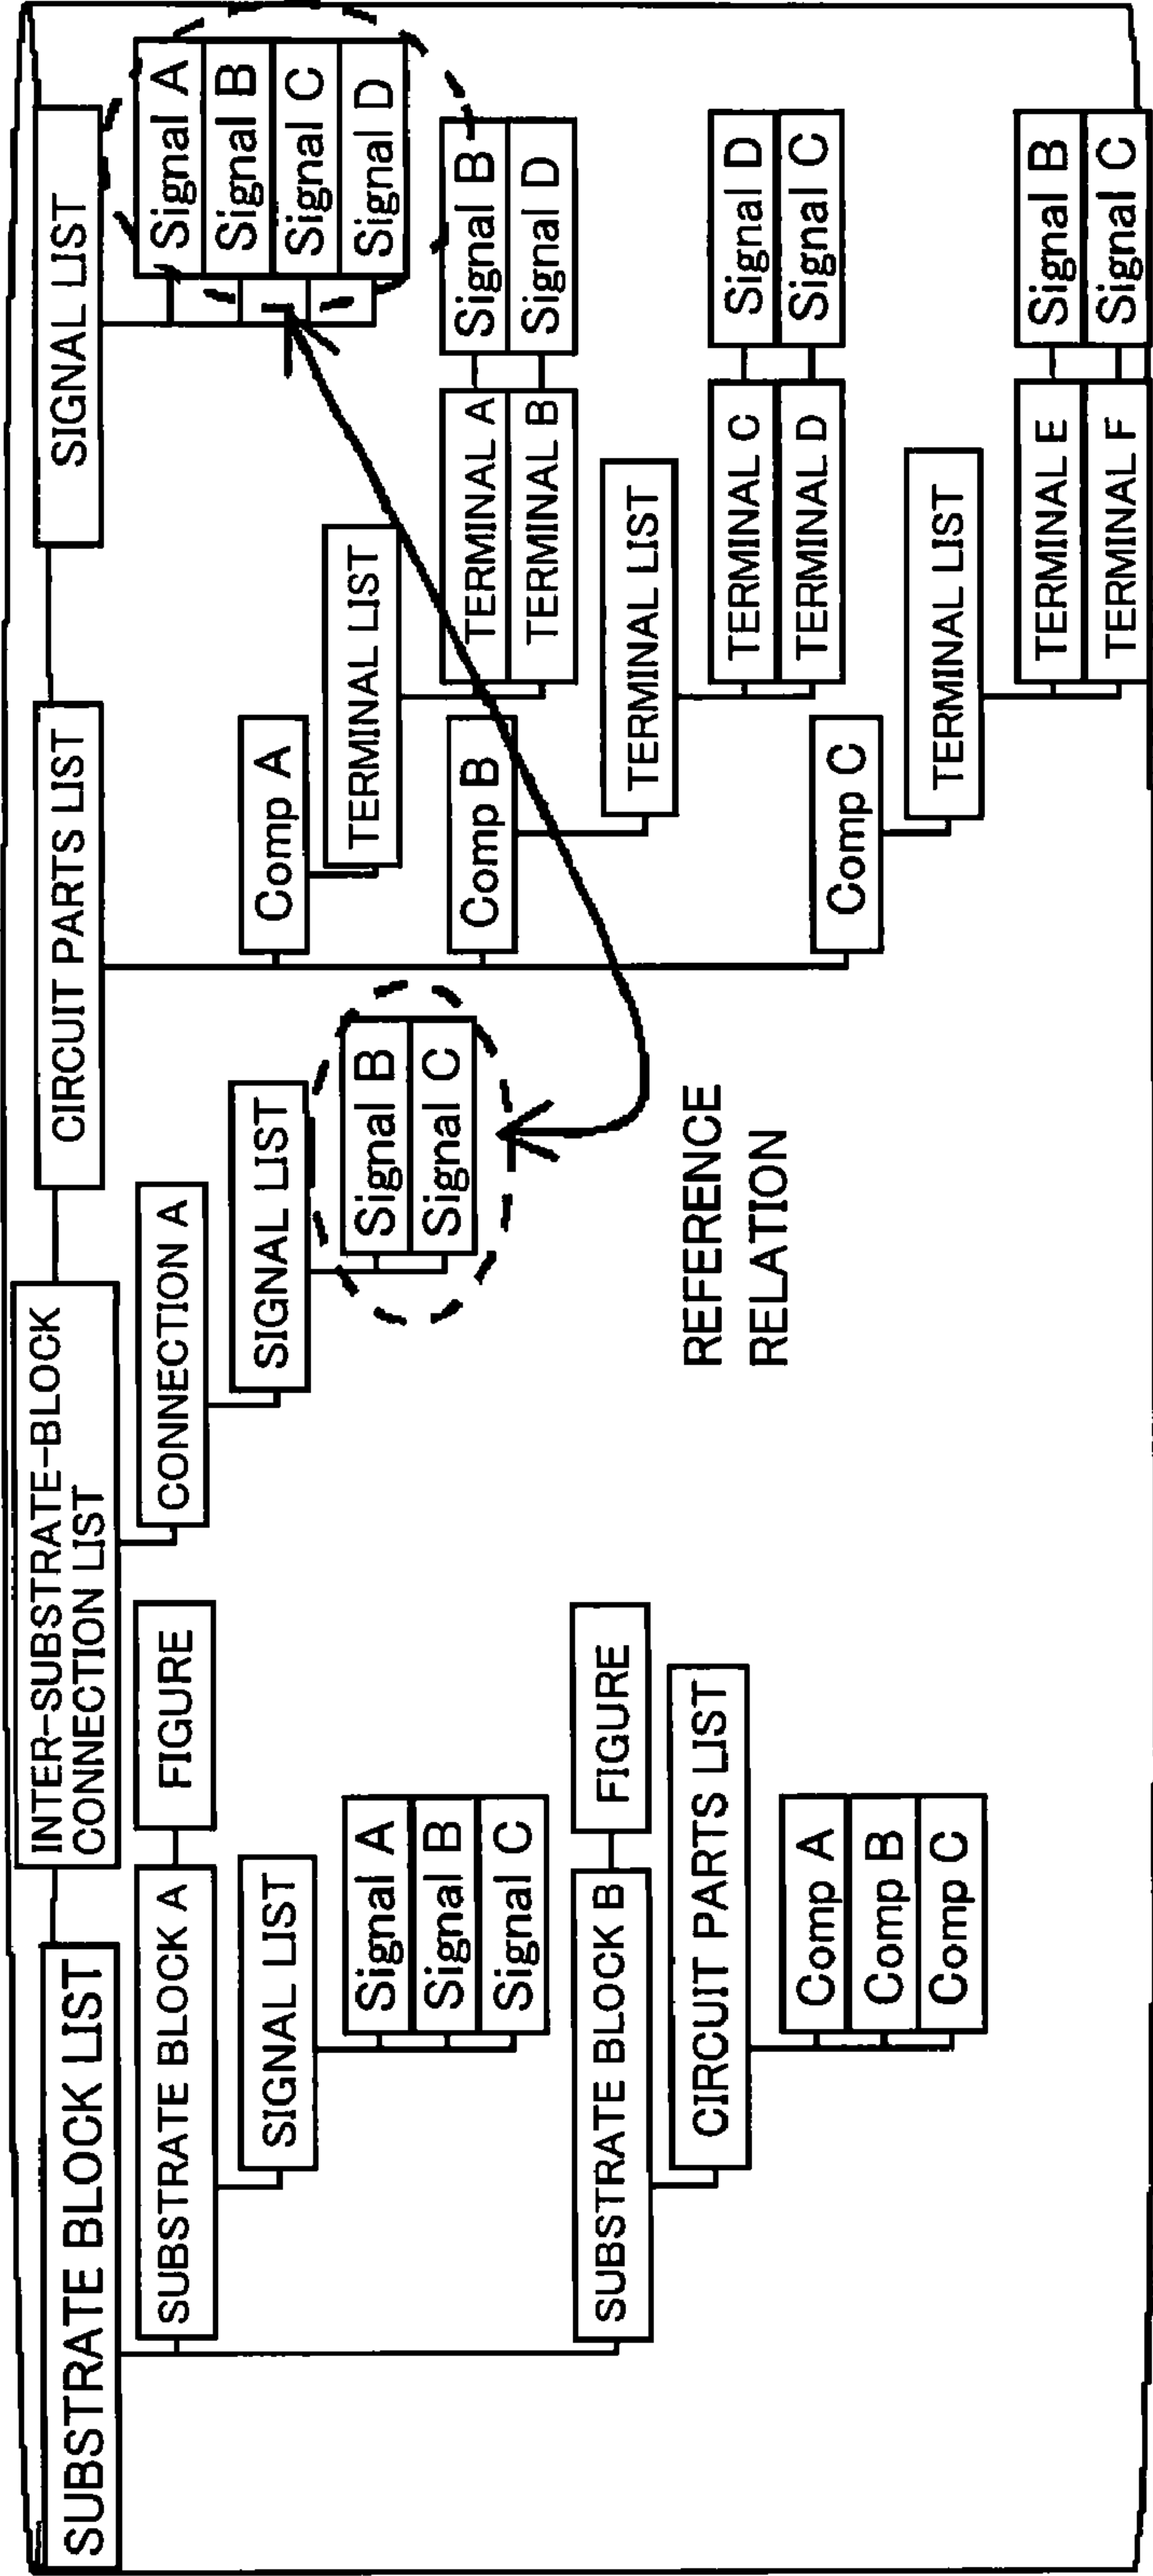 SUBSTRATE BLOCK LIST
SUBSTRATE BLOCK A
FIGURE
SIGNAL LIST
Signal A
Signal B
Signal C
SUBSTRATE BLOCK B
FIGURE
CIRCUIT PARTS LIST
Comp A
Comp B
Comp C
INTER-SUBSTRATE-BLOCK
CONNECTION LIST
CONNECTION A
SIGNAL LIST
Signal B
Signal C
REFERENCE
RELATION
CIRCUIT PARTS LIST
Comp A
TERMINAL LIST
TERMINAL A
Signal B
TERMINAL B
Signal D
Comp B
TERMINAL LIST
TERMINAL C
Signal D
TERMINAL D
Signal C
Comp C
TERMINAL LIST
TERMINAL E
Signal B
TERMINAL F
Signal C
SIGNAL LIST
Signal A
Signal B
Signal C
Signal D